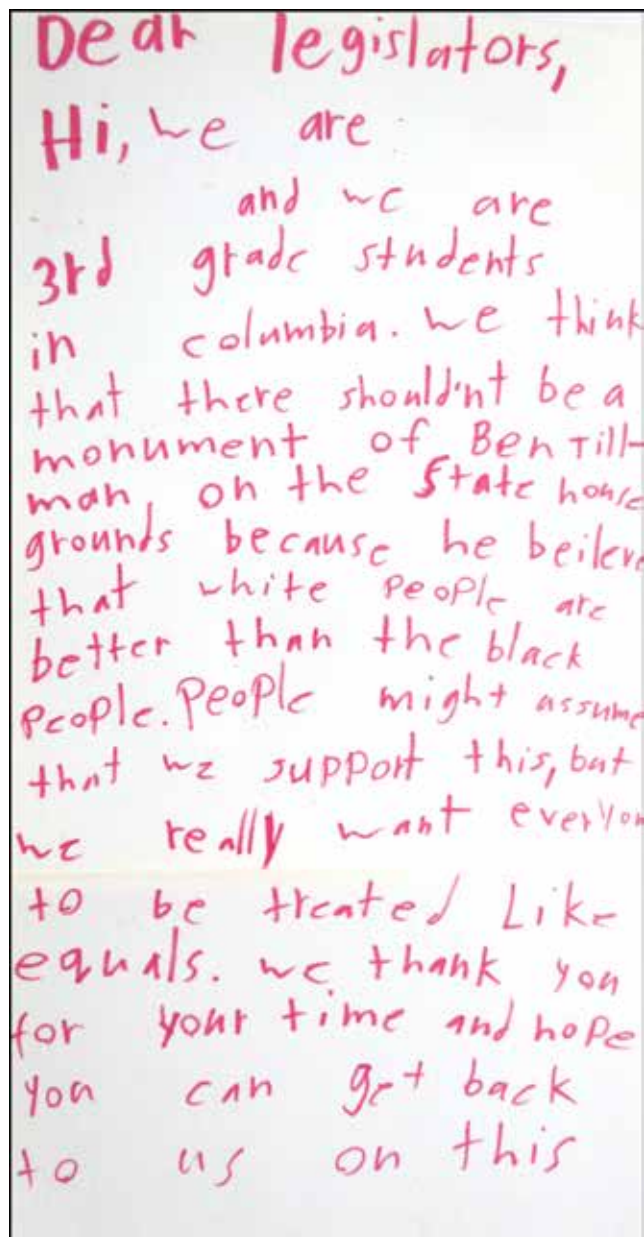 Dear legislators,
Hi, we are
and we are
3rd grade students
in columbia. we think
that there should'nt be a
monument of Ben Till-
man, on the State house
grounds because he beileve
that white people are
better than the black
people. people might assume
that we support this, but
we really want everyon
to be treated Like
equals. we thank you
for your time and hope
you can get back
to us on this